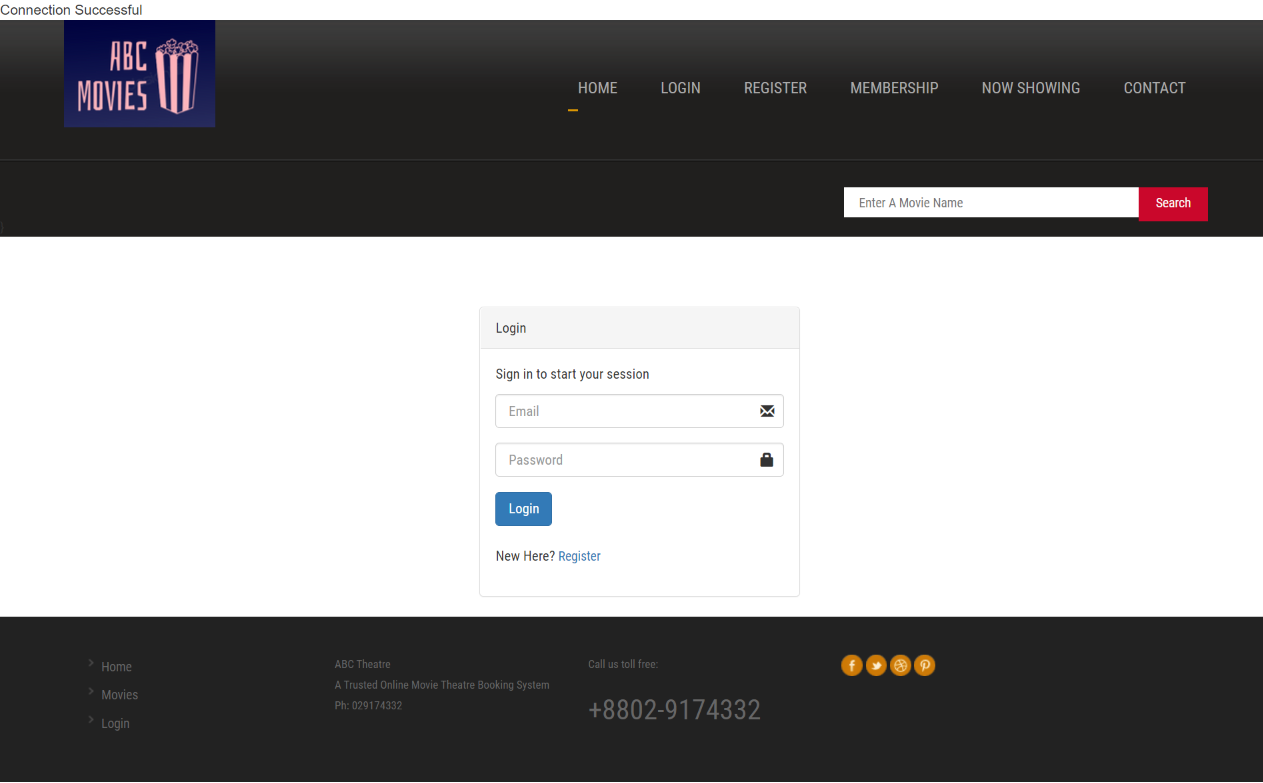 Connection Successful
ABC
MOVIES
HOME LOGIN REGISTER MEMBERSHIP NOW SHOWING CONTACT
Enter A Movie Name Search
)
Login
Sign in to start your session
Email
Password
Login
New Here? Register
Home
Movies
Login
ABC Theatre
A Trusted Online Movie Theatre Booking System
Ph: 029174332
Call us toll free:
+8802-9174332